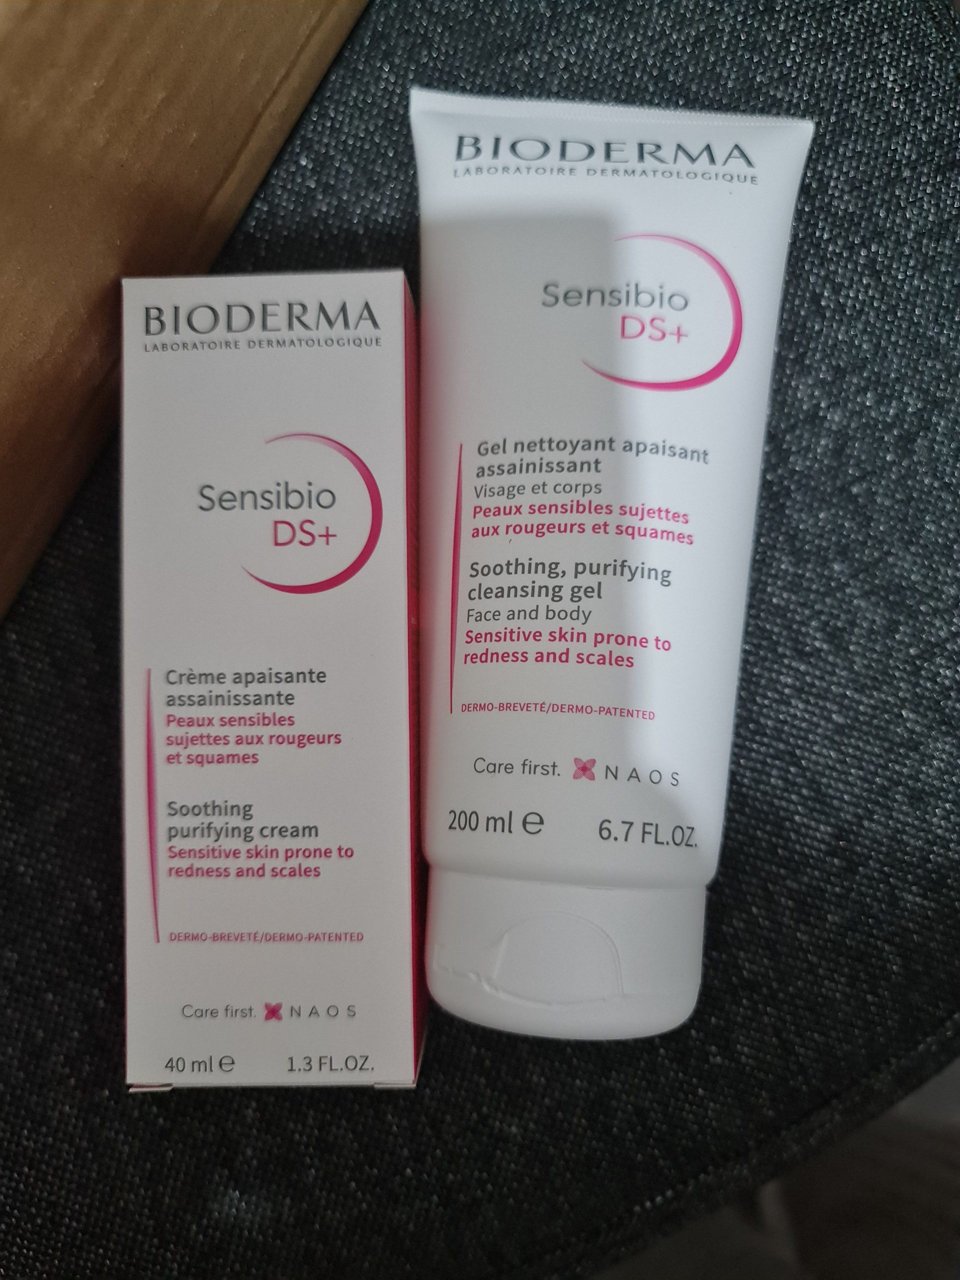 BIODERMA
LABORATOIRE DERMATOLOGIQUE
Sensibio
DS+
Crème apaisante
assainissante
Peaux sensibles
sujettes aux rougeurs
et squames
Soothing
purifying cream
Sensitive skin prone to
redness and scales
DERMO-BREVETÉ/DERMO-PATENTED
Care first. NAOS
40 ml ℮ 1.3 FL.OZ.
BIODERMA
LABORATOIRE DERMATOLOGIQUE
Sensibio
DS+
Gel nettoyant apaisant
assainissant
Visage et corps
Peaux sensibles sujettes
aux rougeurs et squames
Soothing, purifying
cleansing gel
Face and body
Sensitive skin prone to
redness and scales
DERMO-BREVETÉ/DERMO-PATENTED
Care first. NAOS
200 ml ℮ 6.7 FL.OZ.